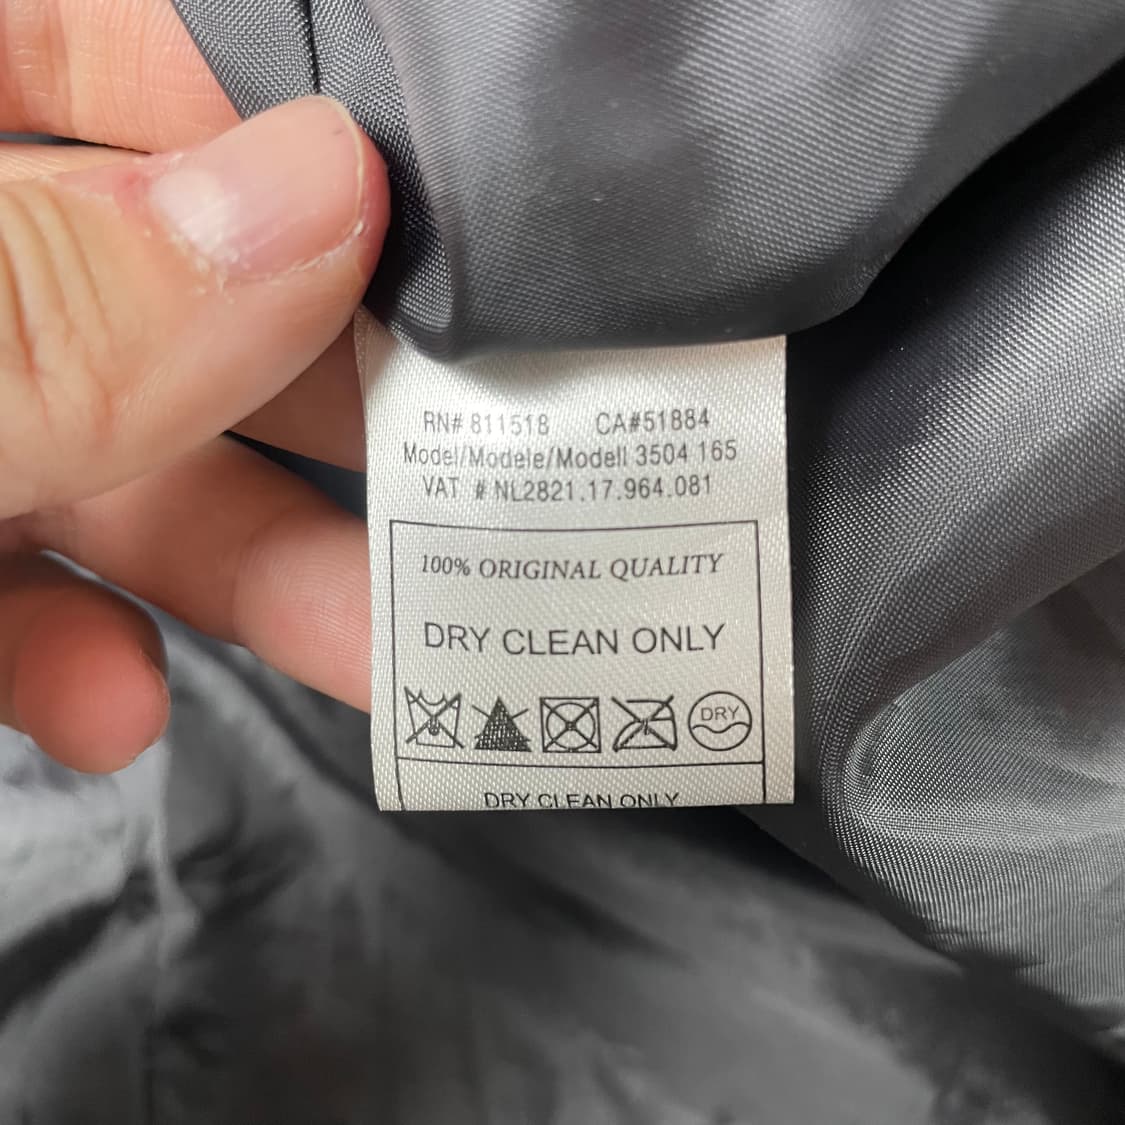 RN# 811518 CA#51884
Model/Modele/Modell 3504 165
VAT # NL2821.17.964.081
100% ORIGINAL QUALITY
DRY CLEAN ONLY
DRY
DRY CLEAN ONLY